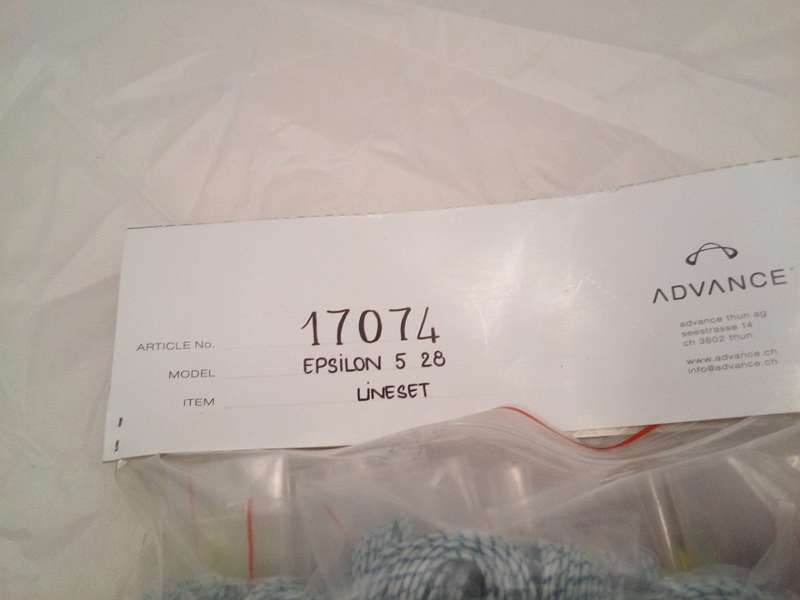 ADVANCE
advance thun ag
seestrasse 14
ch 3602 thun
www.advance.ch
info@advance.ch
ARTICLE No. 17074
MODEL EPSiLON 5 28
ITEM LiNESET